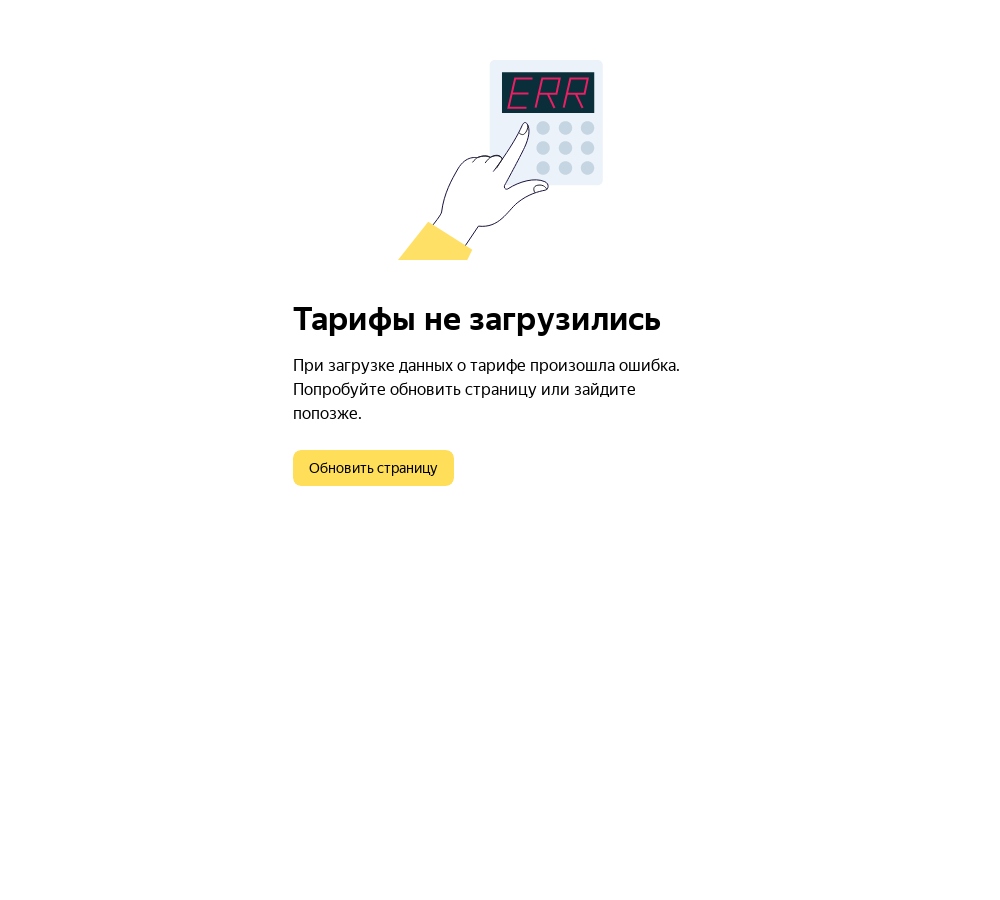 ERR
Тарифы не загрузились
При загрузке данных о тарифе произошла ошибка.
Попробуйте обновить страницу или зайдите
попозже.
Обновить страницу